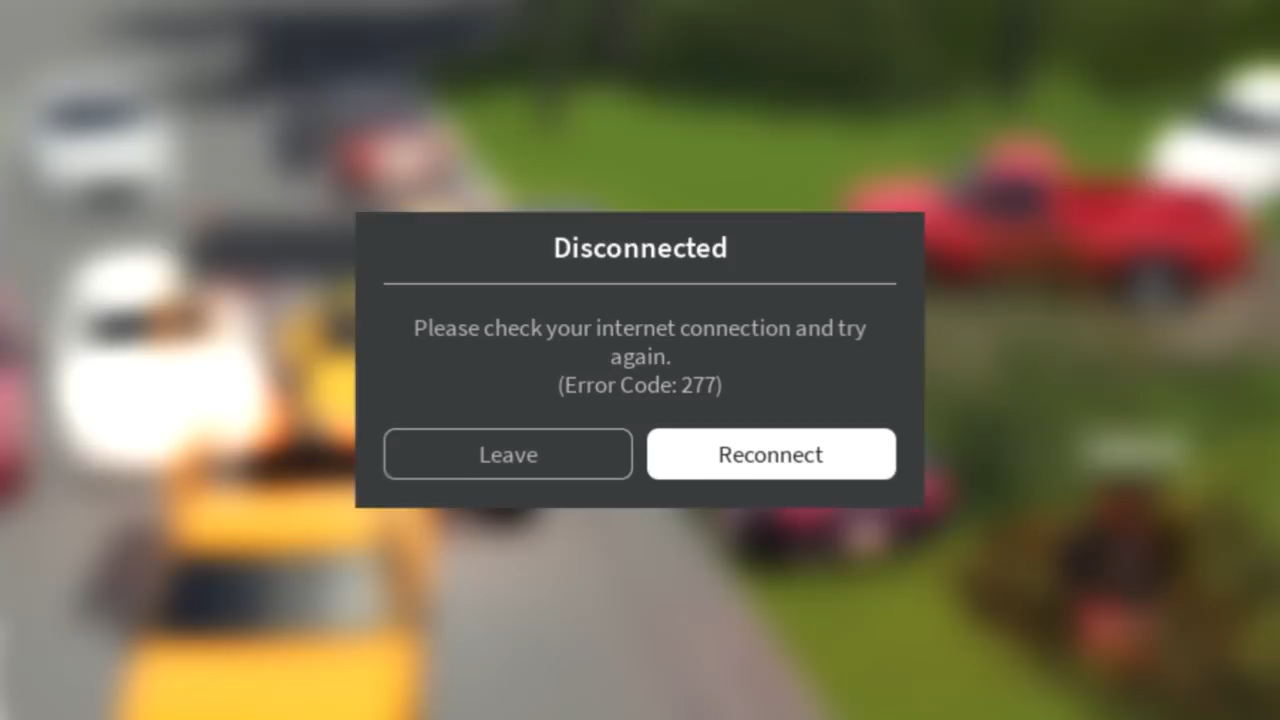 Disconnected
Please check your internet connection and try
again.
(Error Code: 277)
Leave
Reconnect